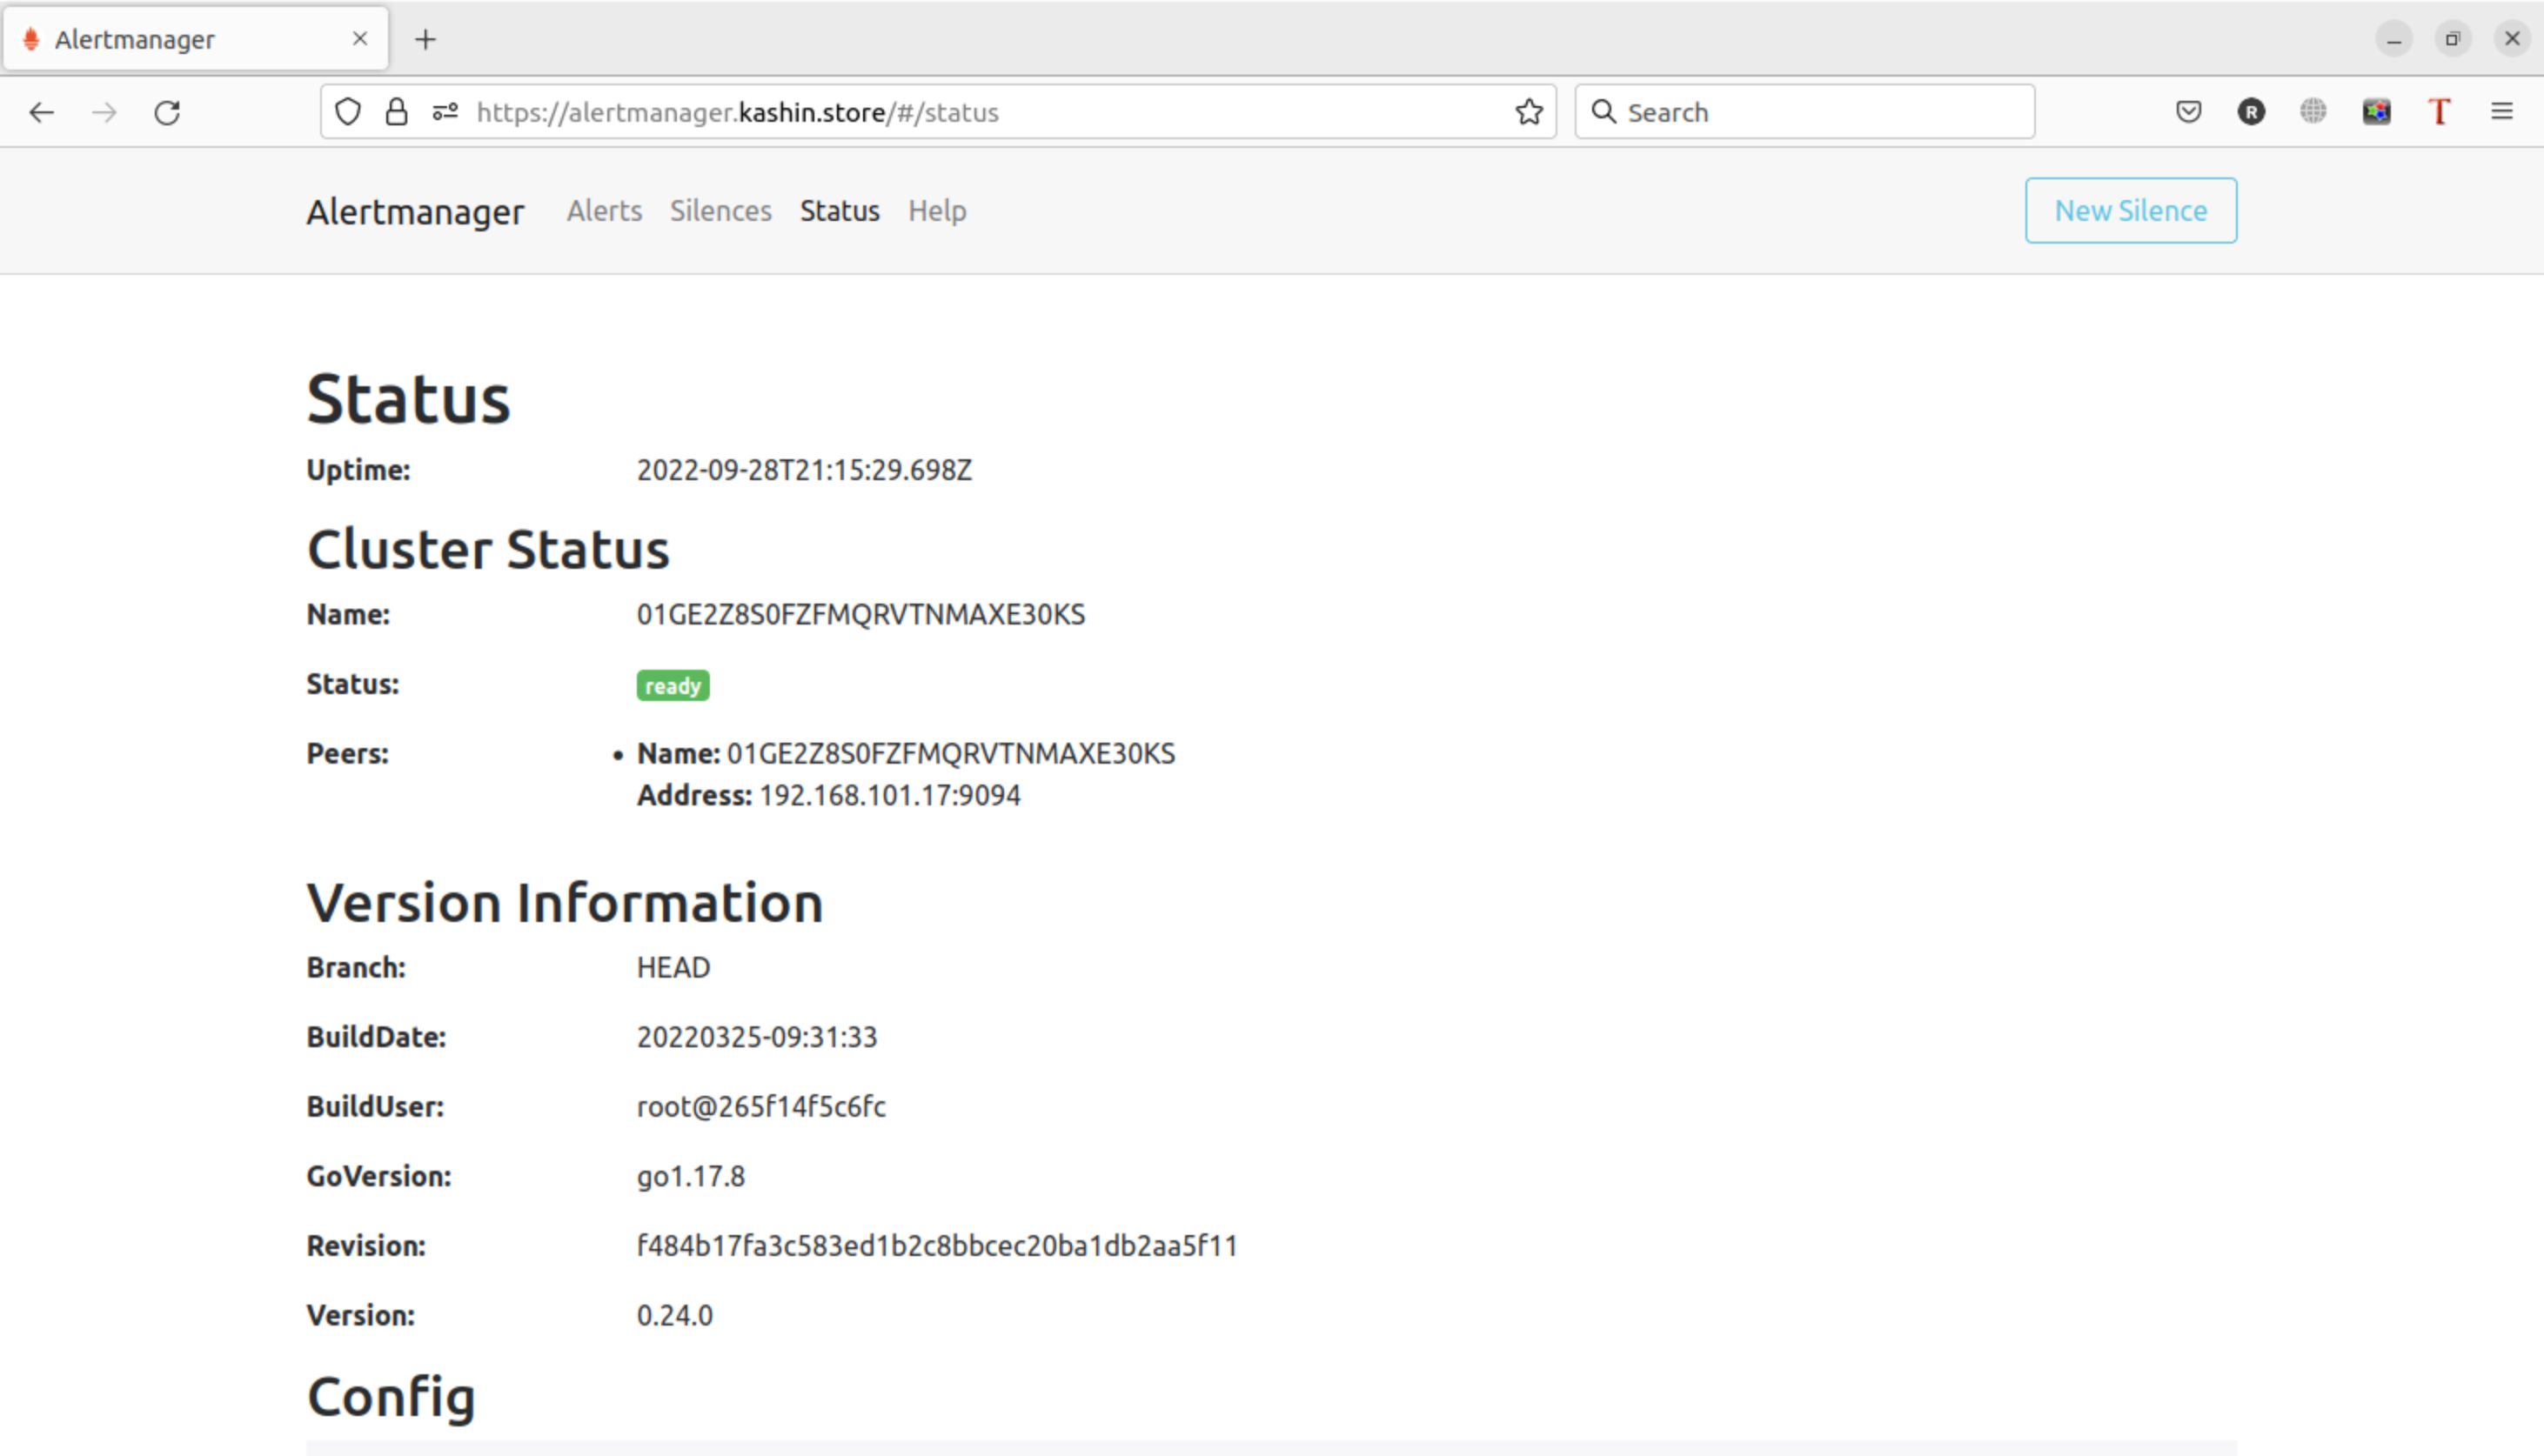 Alertmanager
https://alertmanager.kashin.store/#/status
Search
R
T
Alertmanager Alerts Silences Status Help New Silence
Status
Uptime: 2022-09-28T21:15:29.698Z
Cluster Status
Name: 01GE2Z8S0FZFMQRVTNMAXE30KS
Status: ready
Peers: • Name: 01GE2Z8S0FZFMQRVTNMAXE30KS
Address: 192.168.101.17:9094
Version Information
Branch: HEAD
BuildDate: 20220325-09:31:33
BuildUser: root@265f14f5c6fc
GoVersion: go1.17.8
Revision: f484b17fa3c583ed1b2c8bbcec20ba1db2aa5f11
Version: 0.24.0
Config